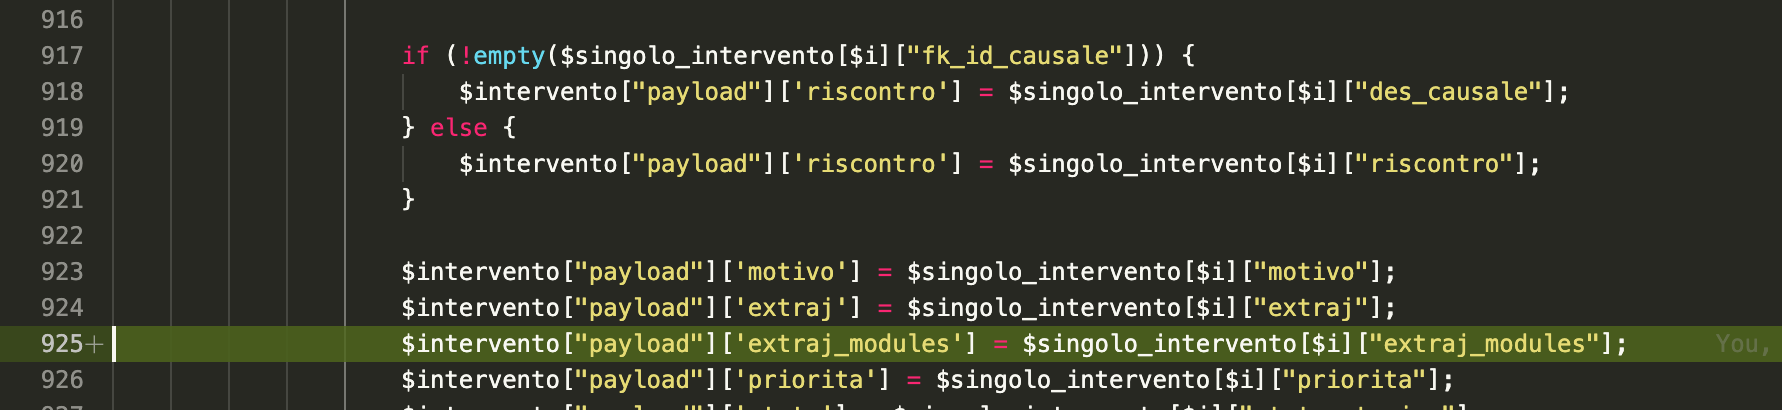 916
917 if (!empty($singolo_intervento[$i]["fk_id_causale"])) {
918 $intervento["payload"]['riscontro'] = $singolo_intervento[$i]["des_causale"];
919 } else {
920 $intervento["payload"]['riscontro'] = $singolo_intervento[$i]["riscontro"];
921 }
922
923 $intervento["payload"]['motivo'] = $singolo_intervento[$i]["motivo"];
924 $intervento["payload"]['extraj'] = $singolo_intervento[$i]["extraj"];
925+ $intervento["payload"]['extraj_modules'] = $singolo_intervento[$i]["extraj_modules"]; You,
926 $intervento["payload"]['priorita'] = $singolo_intervento[$i]["priorita"];